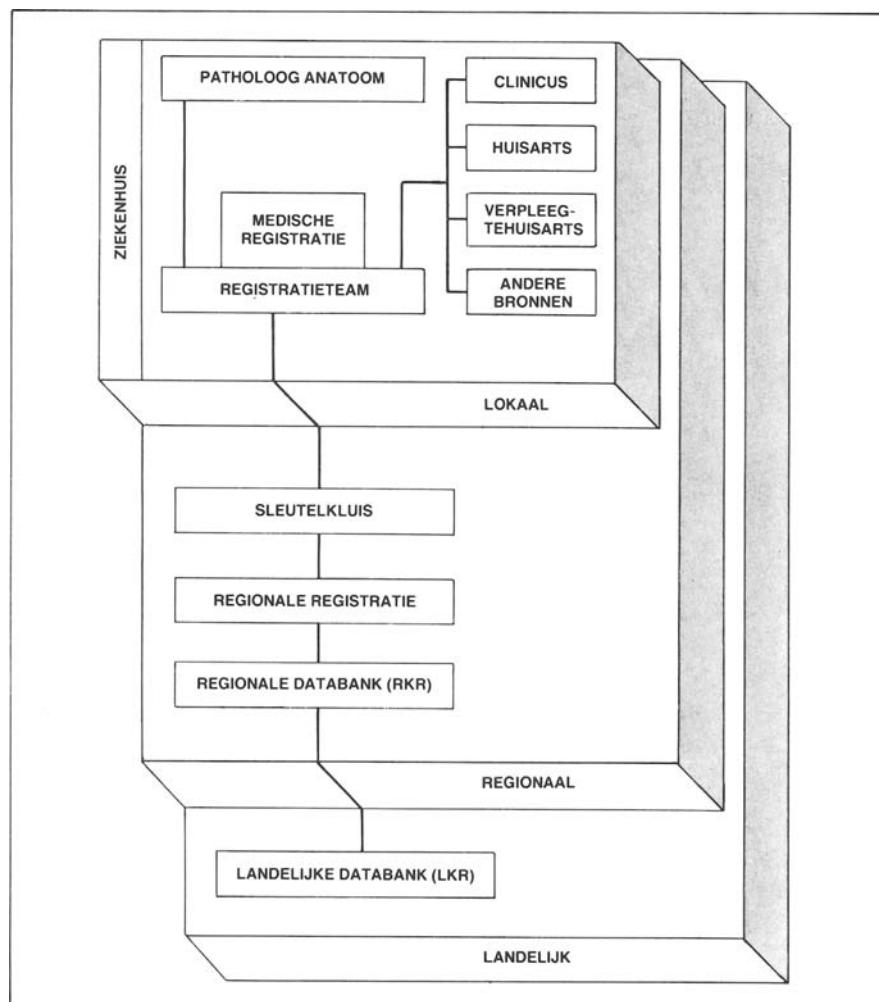 ZIEKENHUIS
PATHOLOOG ANATOOM
CLINICUS
HUISARTS
MEDISCHE
REGISTRATIE
VERPLEEG-
TEHUISARTS
REGISTRATIETEAM
ANDERE
BRONNEN
LOKAAL
SLEUTELKLUIS
REGIONALE REGISTRATIE
REGIONALE DATABANK (RKR)
REGIONAAL
LANDELIJKE DATABANK (LKR)
LANDELIJK